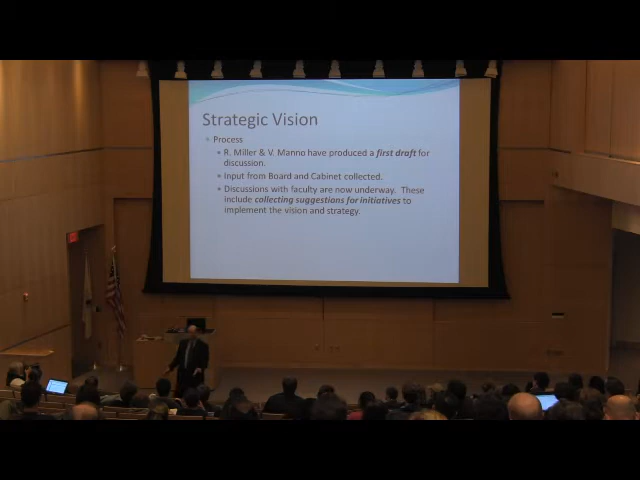 Strategic Vision
Process
R. Miller & V. Manno have produced a first draft for
discussion.
Input from Board and Cabinet collected.
Discussions with faculty are now underway.  These
include collecting suggestions for initiatives to
implement the vision and strategy.